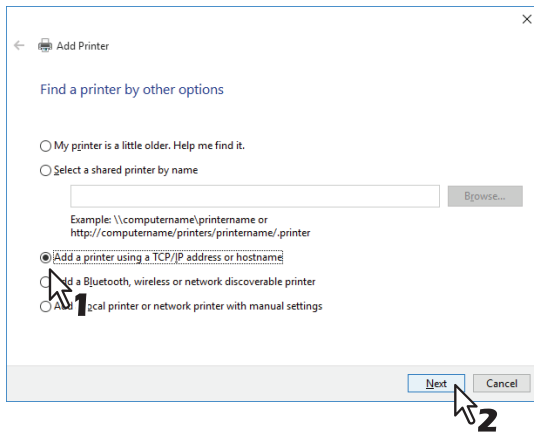 Add Printer
Find a printer by other options
My printer is a little older. Help me find it.
Select a shared printer by name
Browse...
Example: \\computername\printername or
http://computername/printers/printername/.printer
Add a printer using a TCP/IP address or hostname
a Bluetooth, wireless or network discoverable printer
local printer or network printer with manual settings
1
Next
Cancel
2